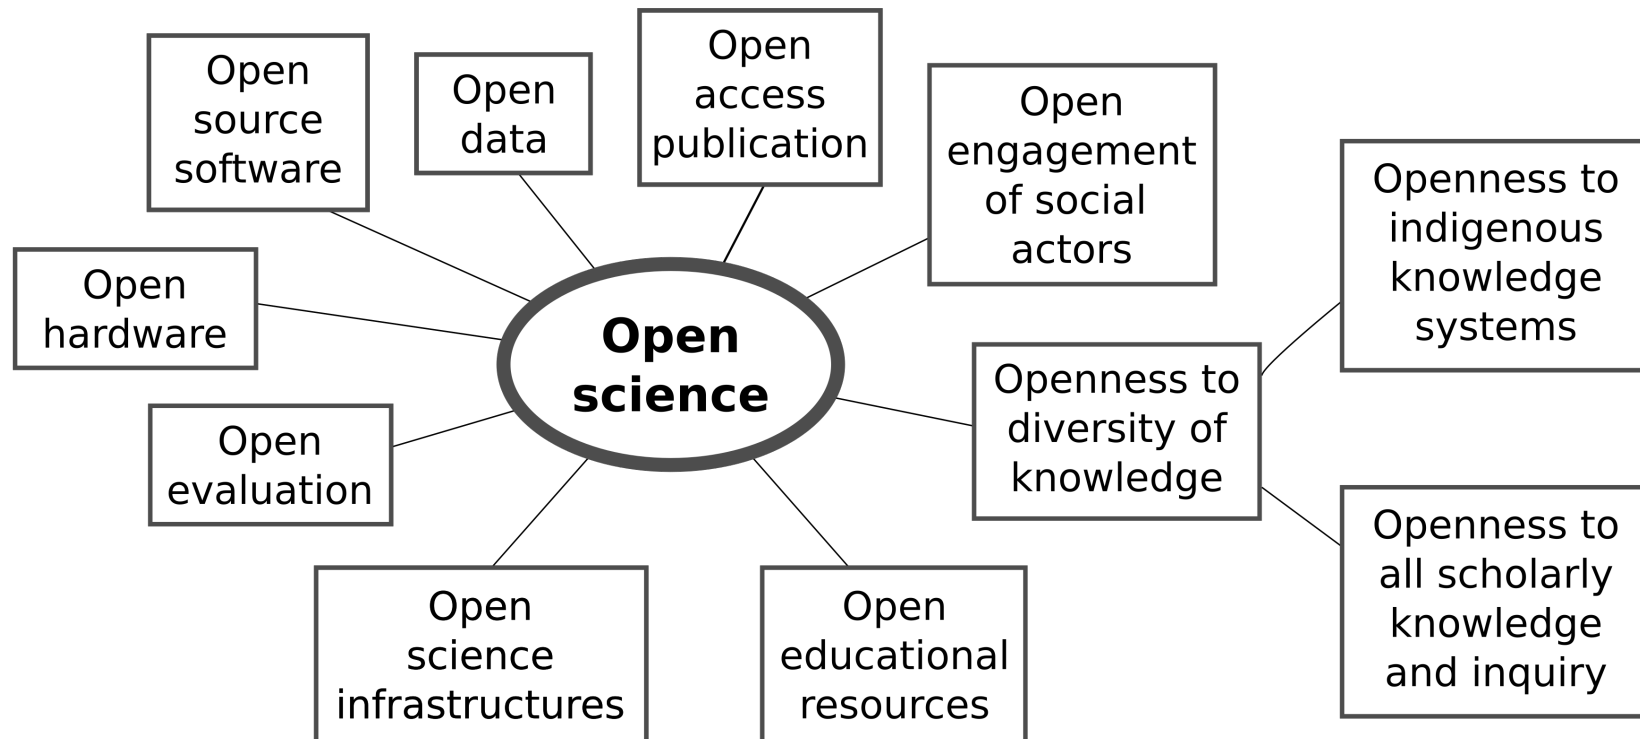 Open
source
software
Open
data
Open
access
publication
Open
engagement
of social
actors
Openness to
indigenous
knowledge
systems
Open
hardware
Open
science
Openness to
diversity of
knowledge
Open
evaluation
Openness to
all scholarly
knowledge
and inquiry
Open
science
infrastructures
Open
educational
resources